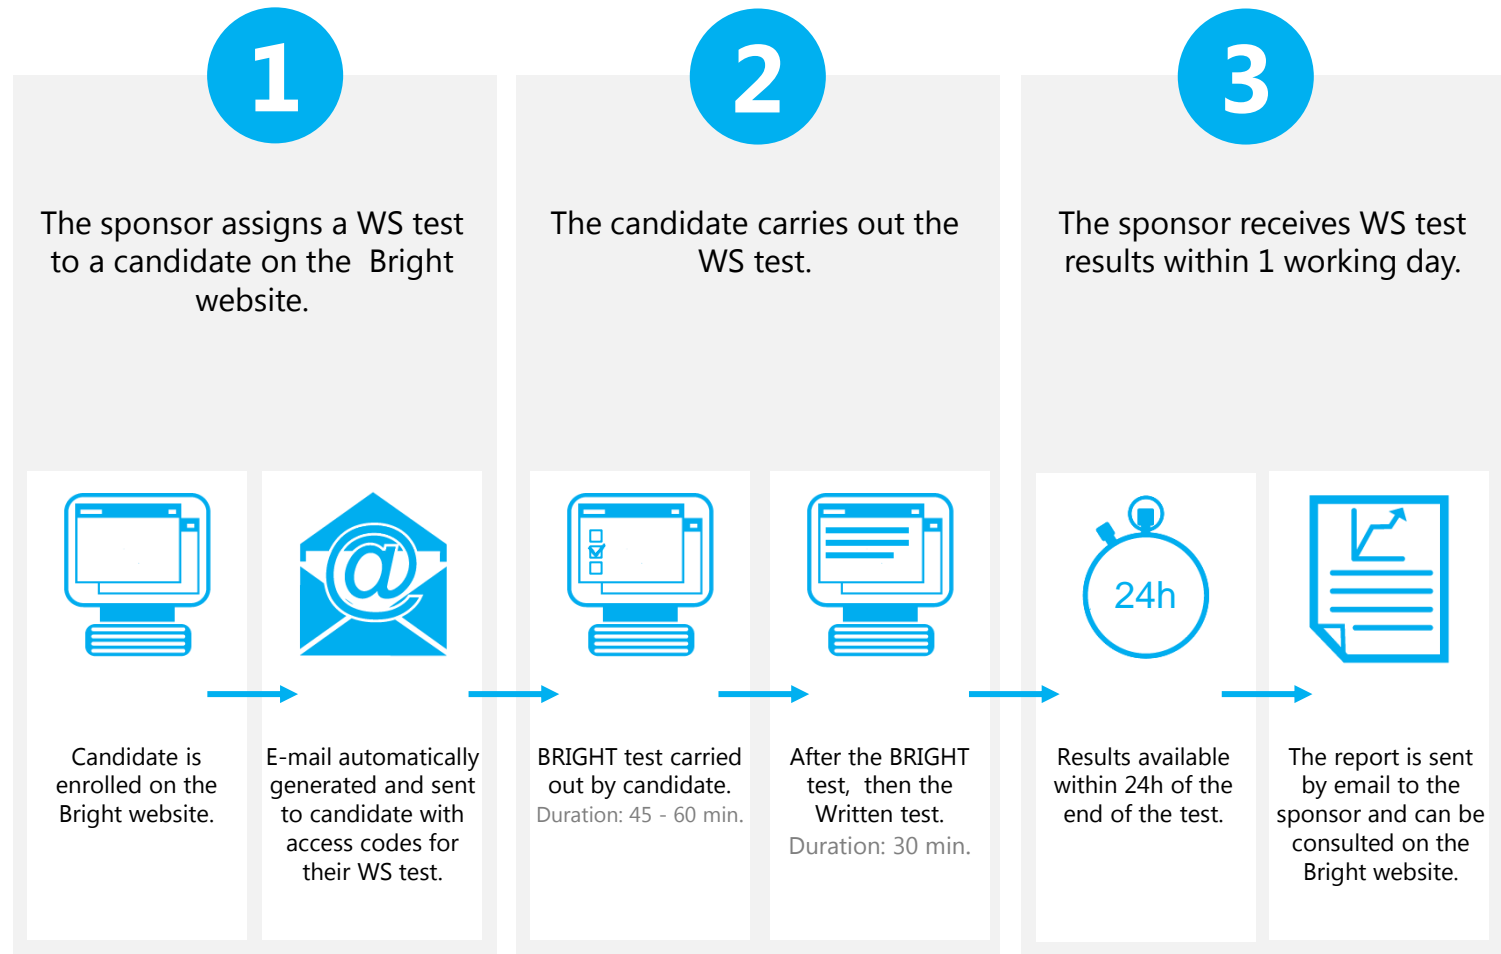 1
The sponsor assigns a WS test
to a candidate on the Bright
website.
Candidate is
enrolled on the
Bright website.
@
E-mail automatically
generated and sent
to candidate with
access codes for
their WS test.
2
The candidate carries out the
WS test.
BRIGHT test carried
out by candidate.
Duration: 45 - 60 min.
After the BRIGHT
test, then the
Written test.
Duration: 30 min.
3
The sponsor receives WS test
results within 1 working day.
24h
Results available
within 24h of the
end of the test.
The report is sent
by email to the
sponsor and can be
consulted on the
Bright website.